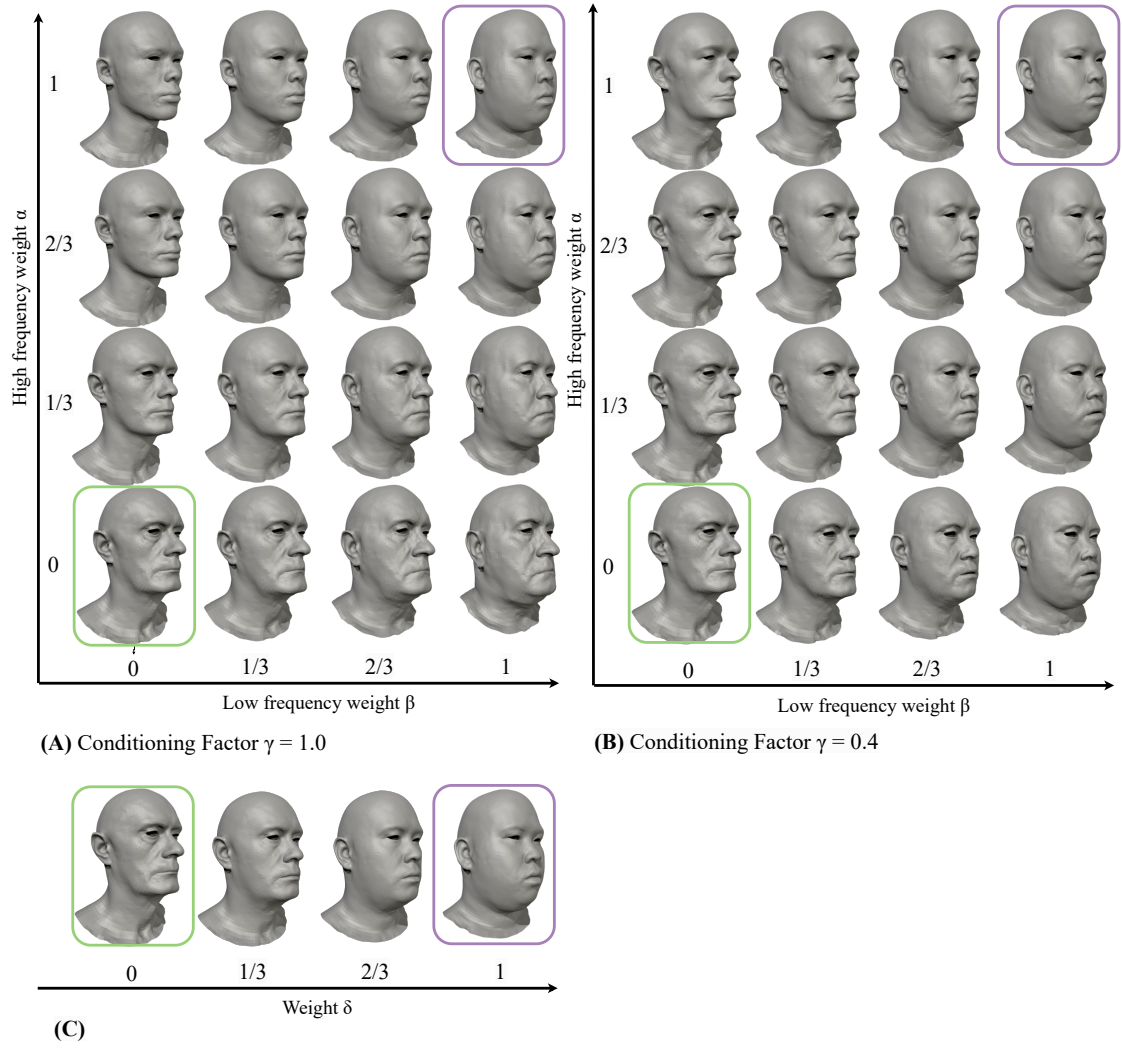 High frequency weight α
1
2/3
1/3
0
0
1/3
2/3
1
Low frequency weight β
(A) Conditioning Factor γ = 1.0
High frequency weight α
1
2/3
1/3
0
0
1/3
2/3
1
Low frequency weight β
(B) Conditioning Factor γ = 0.4
0
1/3
2/3
1
Weight δ
(C)